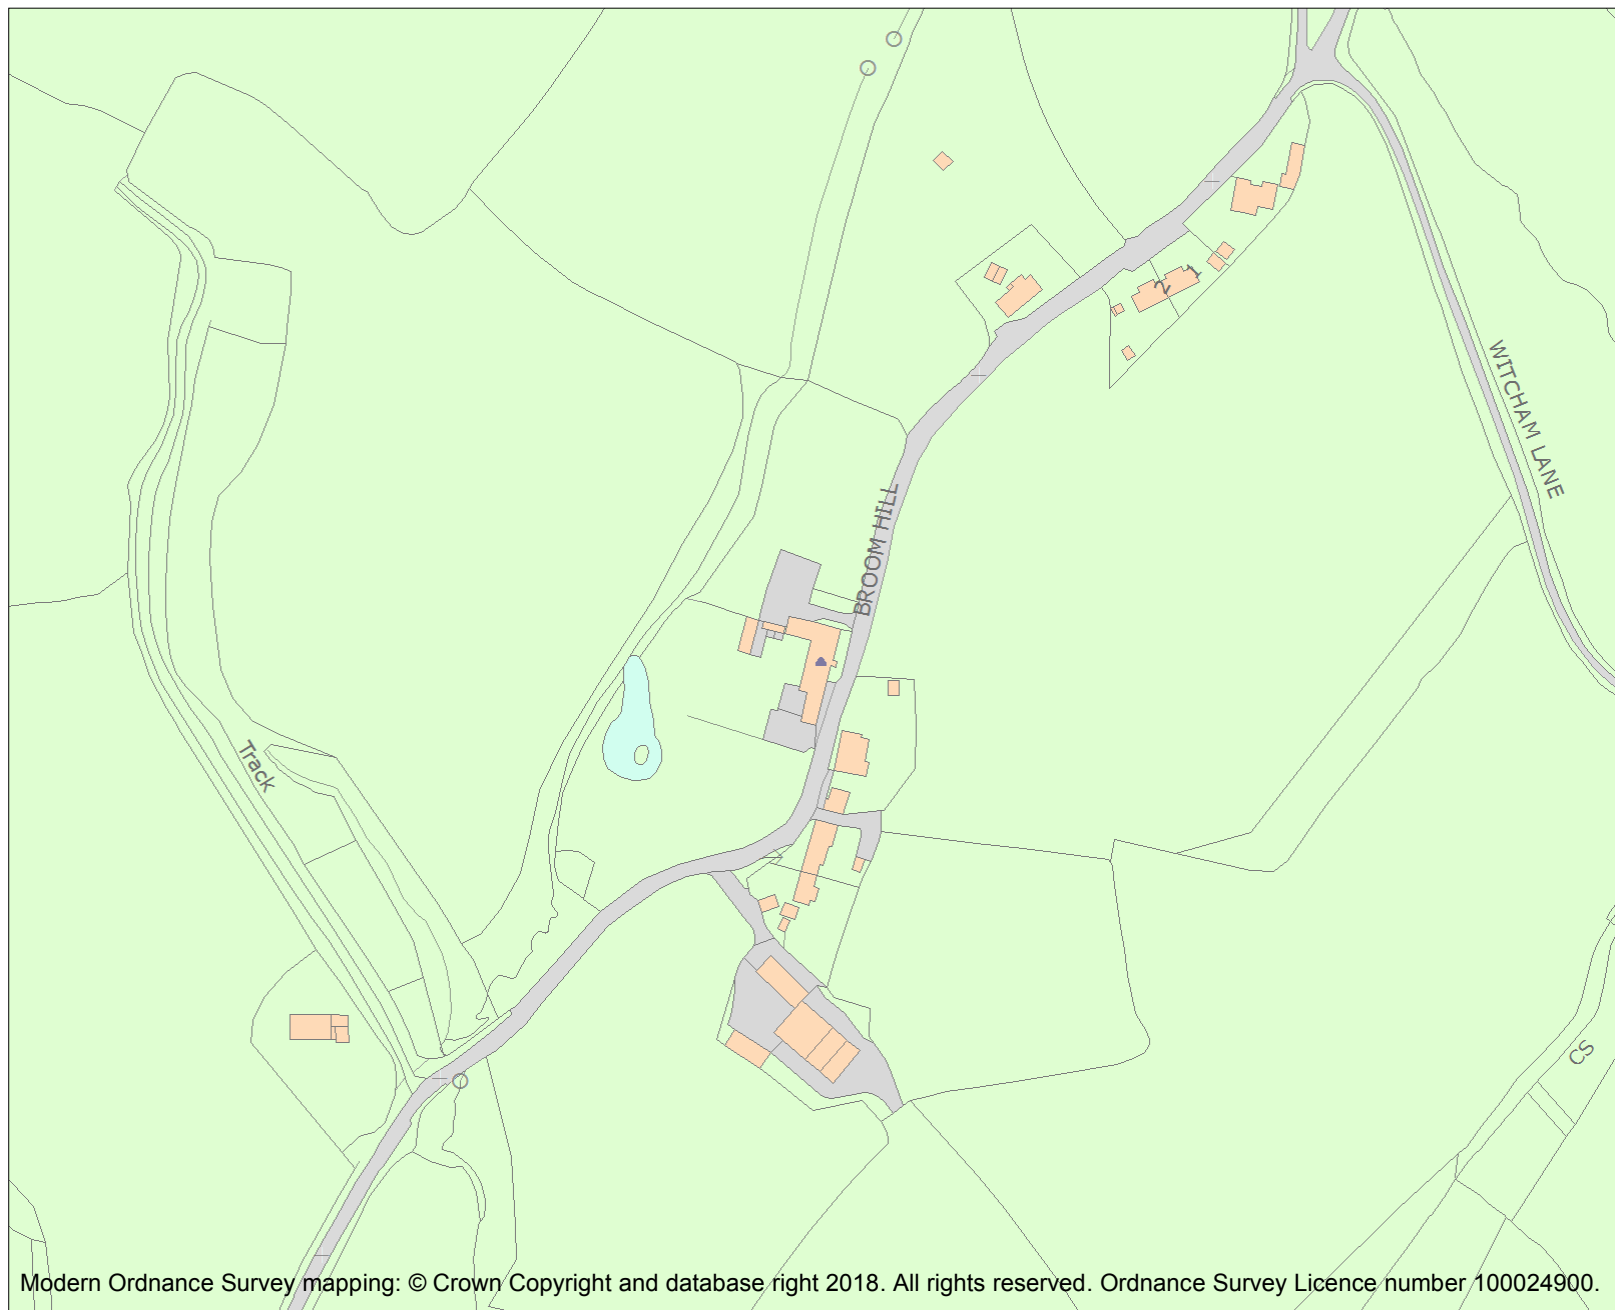 2
1
WITCHAM LANE
BROOM HILL
Track
CS
Modern Ordnance Survey mapping: © Crown Copyright and database right 2018. All rights reserved. Ordnance Survey Licence number 100024900.